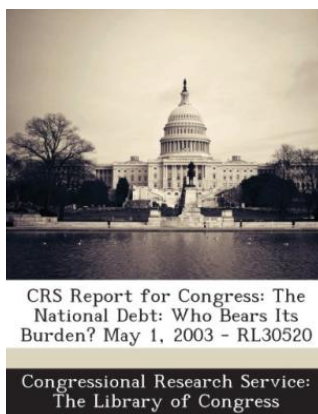 CRS Report for Congress: The
National Debt: Who Bears Its
Burden? May 1, 2003 - RL30520
Congressional Research Service:
The Library of Congress